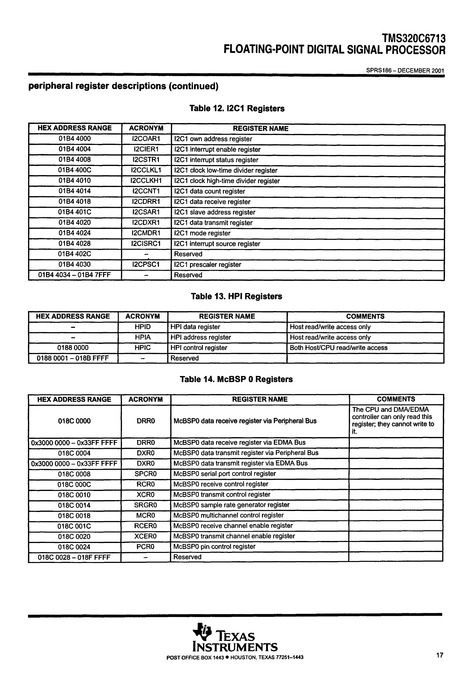 TMS320C6713
FLOATING-POINT DIGITAL SIGNAL PROCESSOR
SPRS186 – DECEMBER 2001
peripheral register descriptions (continued)
Table 12. I2C1 Registers
HEX ADDRESS RANGE ACRONYM REGISTER NAME
01B4 4000 I2COAR1 I2C1 own address register
01B4 4004 I2CIER1 I2C1 interrupt enable register
01B4 4008 I2CSTR1 I2C1 interrupt status register
01B4 400C I2CCLKL1 I2C1 clock low-time divider register
01B4 4010 I2CCLKH1 I2C1 clock high-time divider register
01B4 4014 I2CCNT1 I2C1 data count register
01B4 4018 I2CDRR1 I2C1 data receive register
01B4 401C I2CSAR1 I2C1 slave address register
01B4 4020 I2CDXR1 I2C1 data transmit register
01B4 4024 I2CMDR1 I2C1 mode register
01B4 4028 I2CISRC1 I2C1 interrupt source register
01B4 402C – Reserved
01B4 4030 I2CPSC1 I2C1 prescaler register
01B4 4034 – 01B4 7FFF – Reserved
Table 13. HPI Registers
HEX ADDRESS RANGE ACRONYM REGISTER NAME COMMENTS
– HPID HPI data register Host read/write access only
– HPIA HPI address register Host read/write access only
0188 0000 HPIC HPI control register Both Host/CPU read/write access
0188 0001 – 018B FFFF – Reserved
Table 14. McBSP 0 Registers
HEX ADDRESS RANGE ACRONYM REGISTER NAME COMMENTS
018C 0000 DRR0 McBSP0 data receive register via Peripheral Bus The CPU and DMA/EDMA
controller can only read this
register; they cannot write to
it.
0x3000 0000 – 0x33FF FFFF DRR0 McBSP0 data receive register via EDMA Bus
018C 0004 DXR0 McBSP0 data transmit register via Peripheral Bus
0x3000 0000 – 0x33FF FFFF DXR0 McBSP0 data transmit register via EDMA Bus
018C 0008 SPCR0 McBSP0 serial port control register
018C 000C RCR0 McBSP0 receive control register
018C 0010 XCR0 McBSP0 transmit control register
018C 0014 SRGR0 McBSP0 sample rate generator register
018C 0018 MCR0 McBSP0 multichannel control register
018C 001C RCER0 McBSP0 receive channel enable register
018C 0020 XCER0 McBSP0 transmit channel enable register
018C 0024 PCR0 McBSP0 pin control register
018C 0028 – 018F FFFF – Reserved
TEXAS
INSTRUMENTS
POST OFFICE BOX 1443 • HOUSTON, TEXAS 77251–1443
17